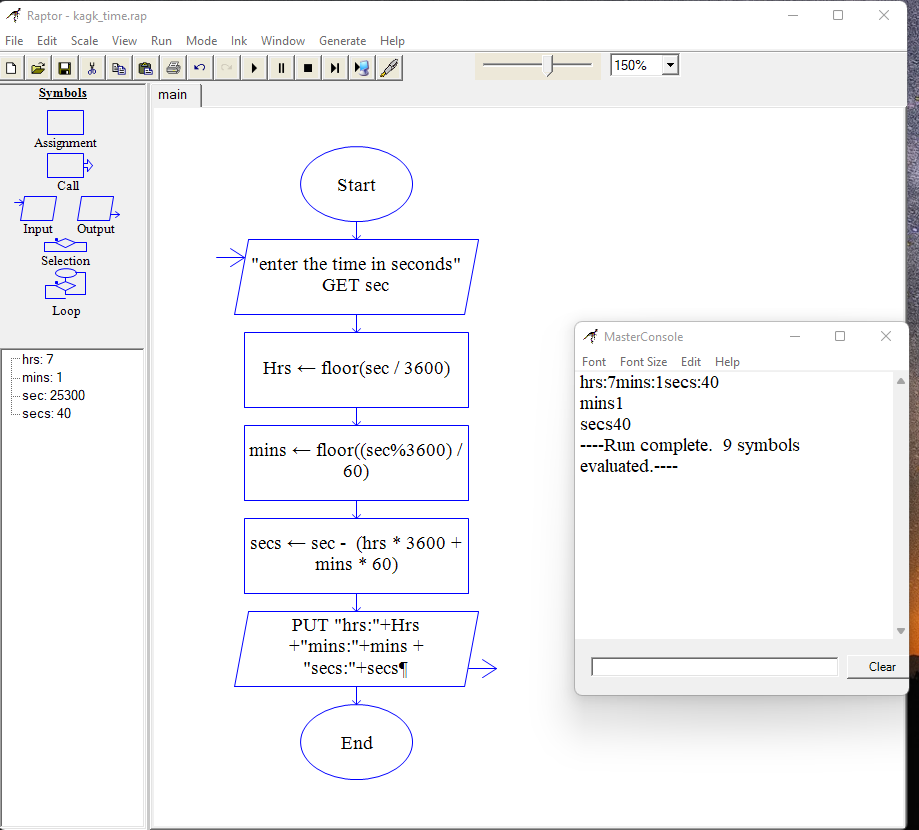 Raptor - kagk_time.rap
File Edit Scale View Run Mode Ink Window Generate Help
150%
Symbols
Assignment
Call
Input Output
Selection
Loop
hrs: 7
mins: 1
sec: 25300
secs: 40
main
Start
"enter the time in seconds"
GET sec
Hrs ← floor(sec / 3600)
mins ← floor((sec%3600) /
60)
secs ← sec - (hrs * 3600 +
mins * 60)
PUT "hrs:"+Hrs
+"mins:"+mins +
"secs:"+secs¶
End
MasterConsole
Font Font Size Edit Help
hrs:7mins:1secs:40
mins1
secs40
----Run complete.  9 symbols
evaluated.----
Clear